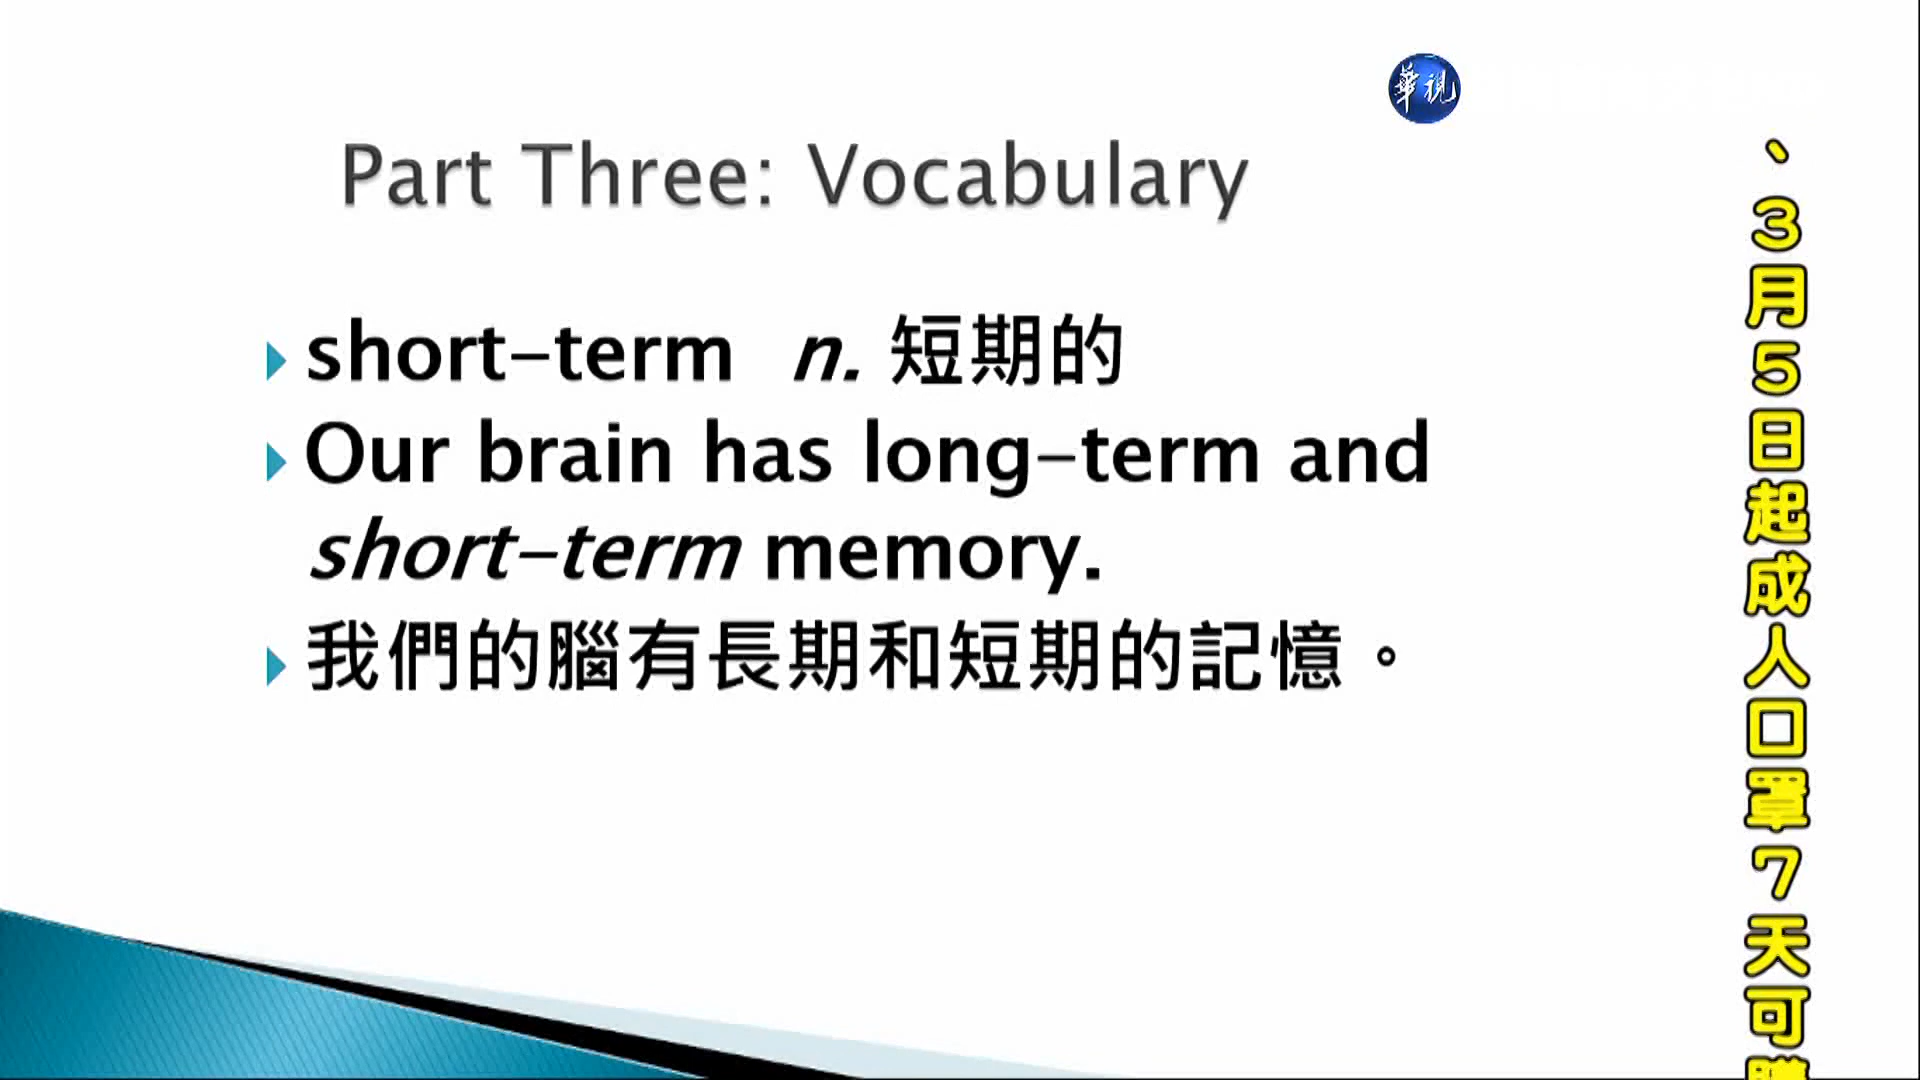 華視
Part Three: Vocabulary
short-term n. 短期的
Our brain has long-term and
short-term memory.
我們的腦有長期和短期的記憶。
、3月5日起成人口罩7天可